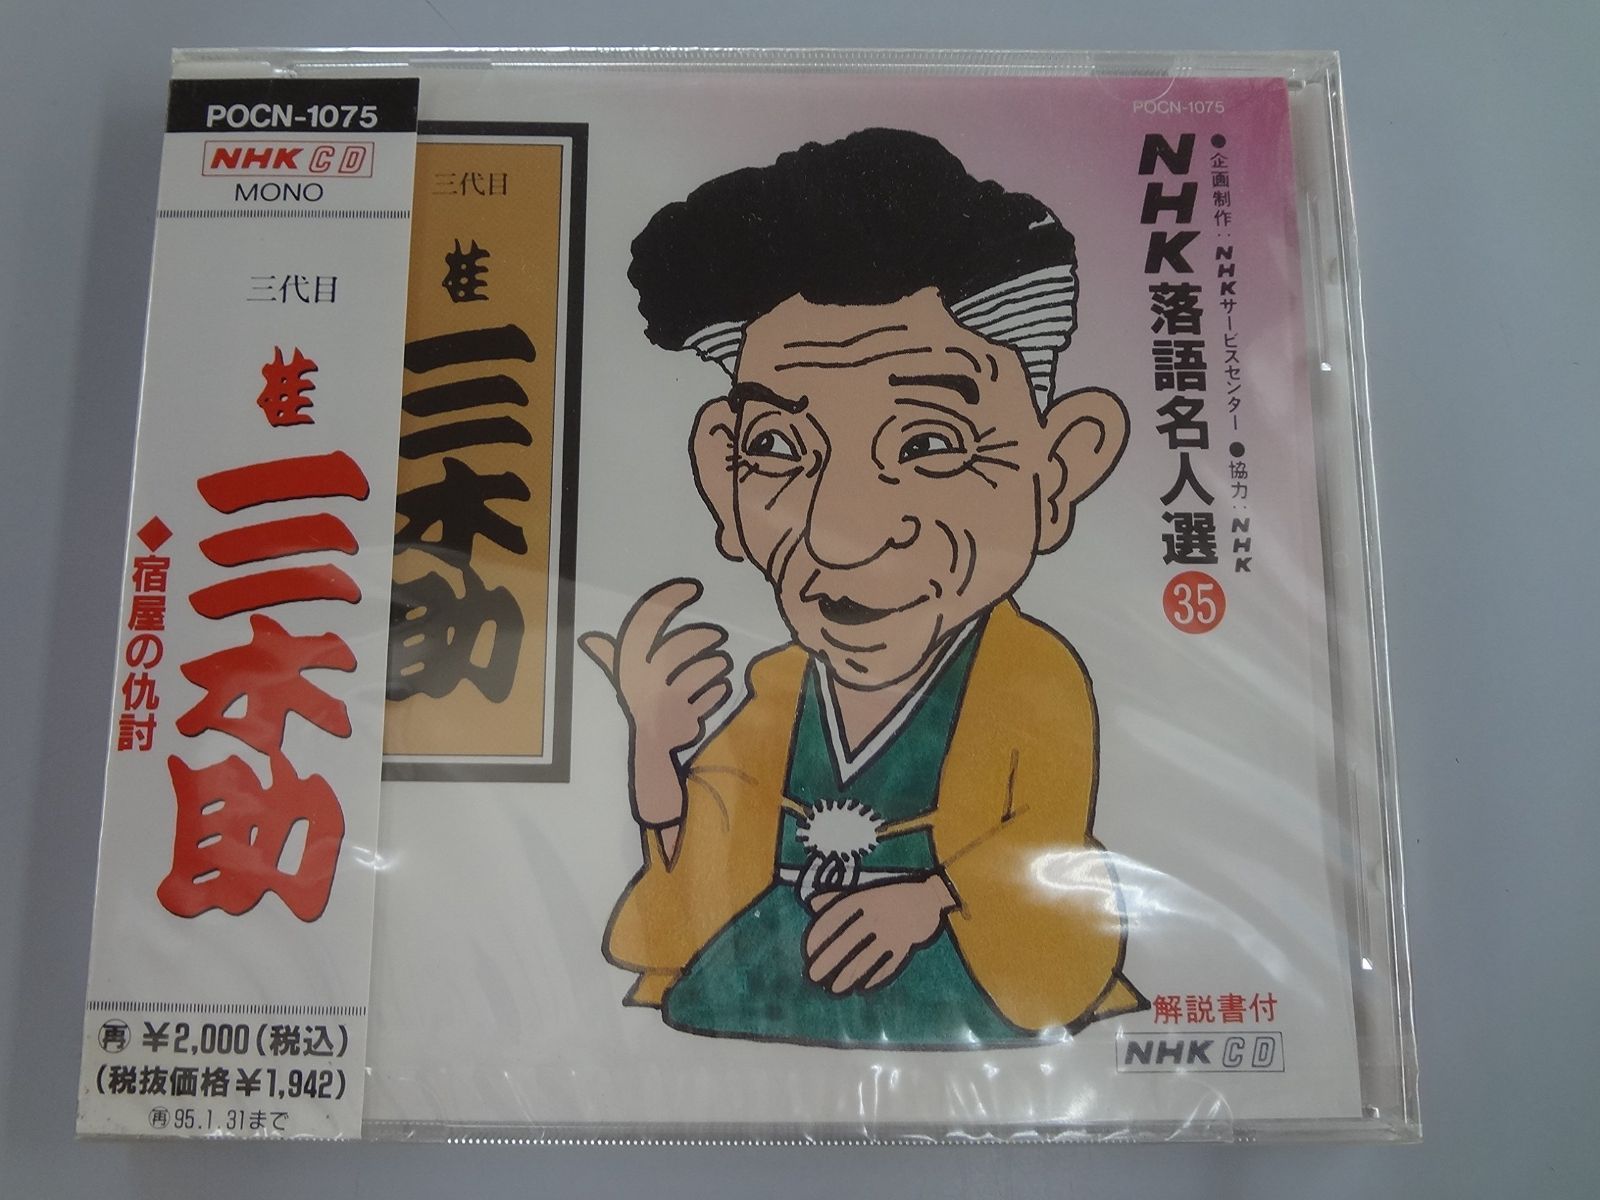 POCN-1075
NHK CD
MONO
三代目
桂
三木助
◆宿屋の仇討
再 ¥2,000(税込)
(税抜価格¥1,942)
再 95.1.31まで
三代目
桂
三木助
POCN-1075
●企画制作:NHKサービスセンター●協力:NHK
NHK落語名人選 35
解説書付
NHK CD